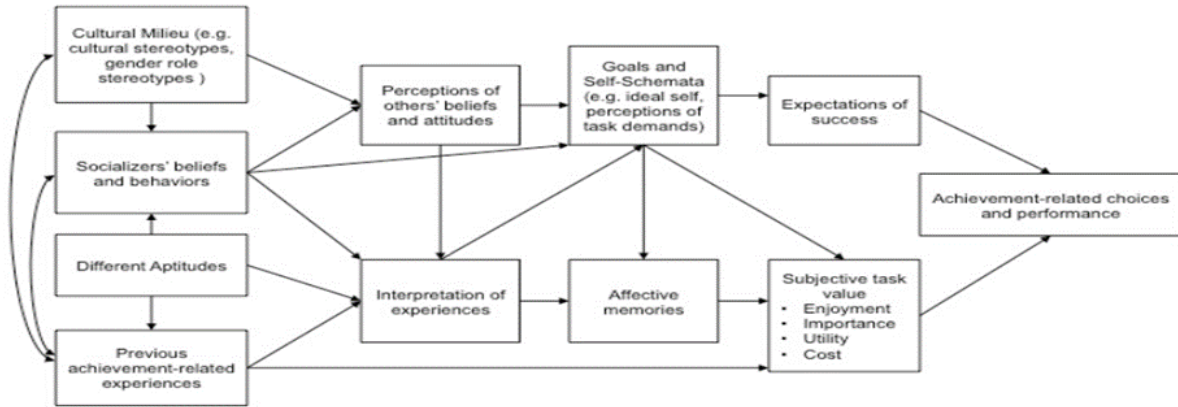 Cultural Milieu (e.g.
cultural stereotypes,
gender role
stereotypes )
Socializers' beliefs
and behaviors
Different Aptitudes
Previous
achievement-related
experiences
Perceptions of
others' beliefs
and attitudes
Interpretation of
experiences
Goals and
Self-Schemata
(e.g. ideal self,
perceptions of
task demands)
Affective
memories
Expectations of
success
Subjective task
value
• Enjoyment
• Importance
• Utility
• Cost
Achievement-related choices
and performance